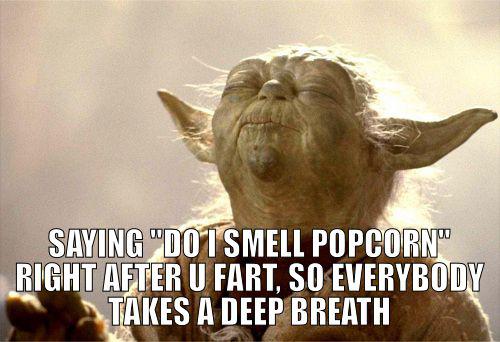 SAYING "DO I SMELL POPCORN"
RIGHT AFTER U FART, SO EVERYBODY
TAKES A DEEP BREATH